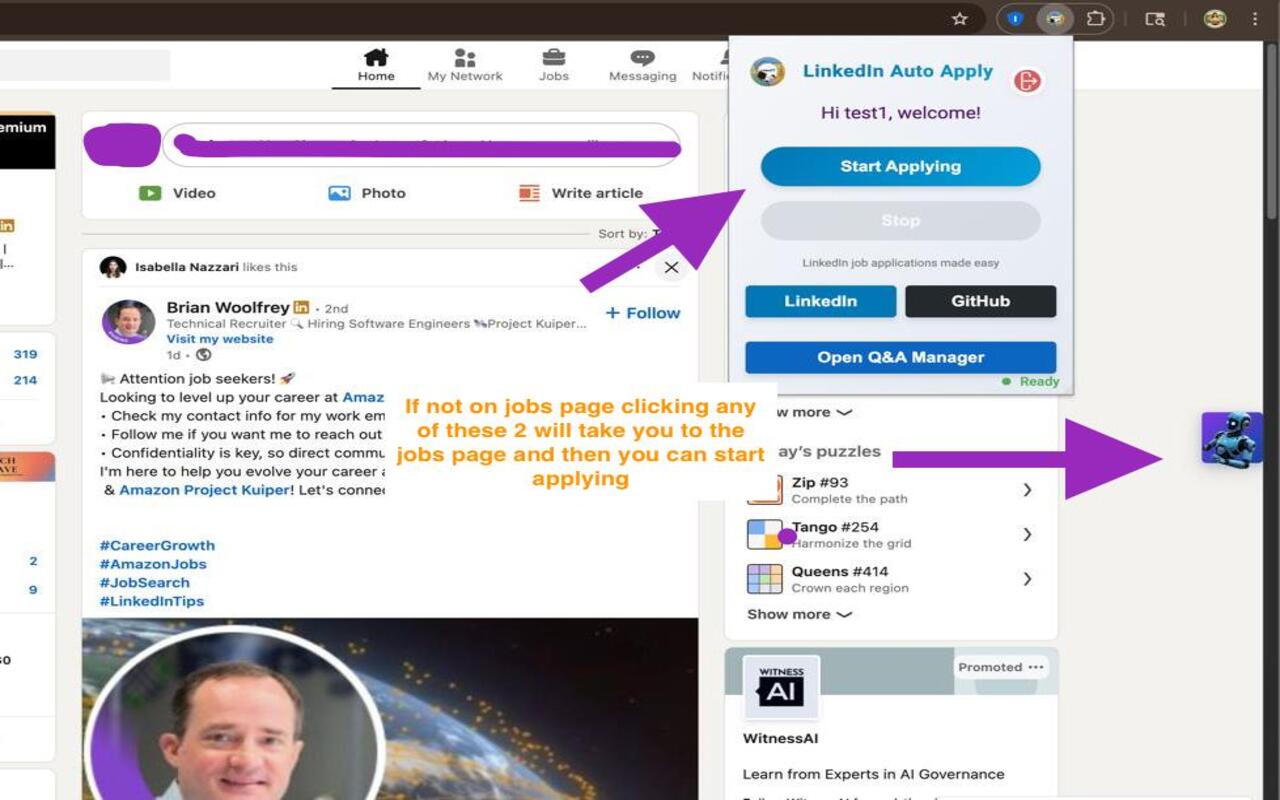 Home
My Network
Jobs
Messaging
Notifi
emium
in
I
l...
319
214
CH
AVE
2
9
so
Video
Photo
Write article
Sort by: T
Isabella Nazzari likes this
Brian Woolfrey in • 2nd
Technical Recruiter 🔍 Hiring Software Engineers 🛰️Project Kuiper...
Visit my website
1d •
+ Follow
📢 Attention job seekers! 🚀
Looking to level up your career at Amaz
• Check my contact info for my work em
• Follow me if you want me to reach out
• Confidentiality is key, so direct commu
I'm here to help you evolve your career a
& Amazon Project Kuiper! Let's connec
#CareerGrowth
#AmazonJobs
#JobSearch
#LinkedInTips
LinkedIn Auto Apply
Hi test1, welcome!
Start Applying
Stop
LinkedIn job applications made easy
LinkedIn
GitHub
Open Q&A Manager
Ready
If not on jobs page clicking any
of these 2 will take you to the
jobs page and then you can start
applying
w more
ay's puzzles
Zip #93
Complete the path
Tango #254
Harmonize the grid
Queens #414
Crown each region
Show more
Promoted ...
WITNESS
AI
WitnessAI
Learn from Experts in AI Governance